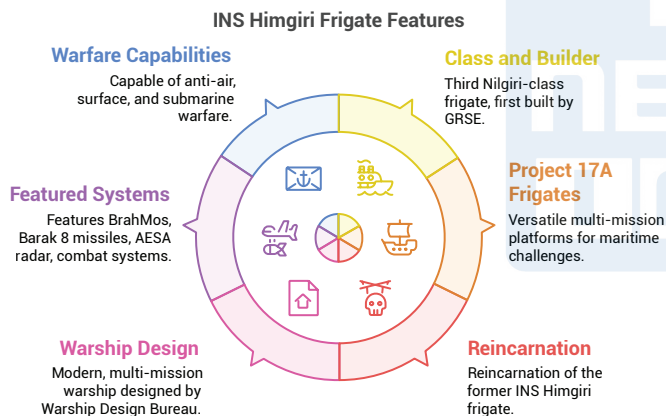 INS Himgiri Frigate Features
Warfare Capabilities
Capable of anti-air,
surface, and submarine
warfare.
Class and Builder
Third Nilgiri-class
frigate, first built by
GRSE.
Featured Systems
Features BrahMos,
Barak 8 missiles, AESA
radar, combat systems.
Project 17A
Frigates
Versatile multi-mission
platforms for maritime
challenges.
Warship Design
Modern, multi-mission
warship designed by
Warship Design Bureau.
Reincarnation
Reincarnation of the
former INS Himgiri
frigate.